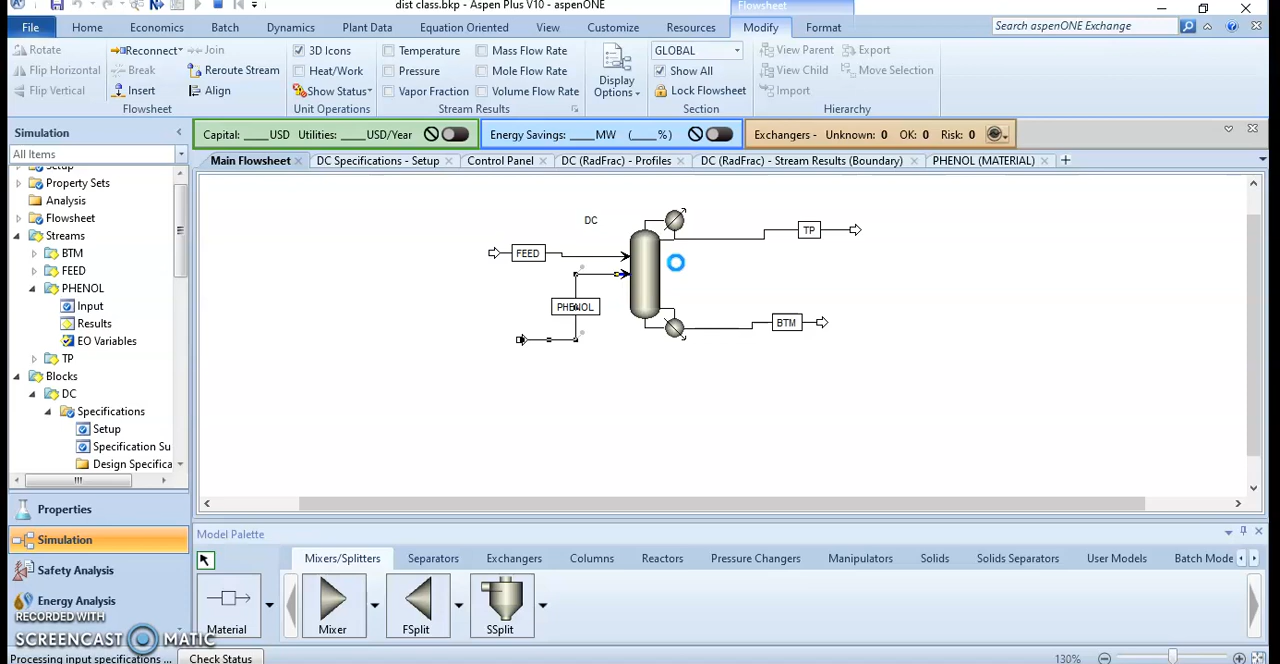 dist class.bkp - Aspen Plus V10 - aspenONE
Flowsheet
File Home Economics Batch Dynamics Plant Data Equation Oriented View Customize Resources Modify Format Search aspenONE Exchange
Rotate Reconnect Join 3D Icons Temperature Mass Flow Rate GLOBAL View Parent Export
Flip Horizontal Break Reroute Stream Heat/Work Pressure Mole Flow Rate Display Show All View Child Move Selection
Flip Vertical Insert Align Show Status Vapor Fraction Volume Flow Rate Options Lock Flowsheet Import
Flowsheet Unit Operations Stream Results Section Hierarchy
Simulation Capital: ____USD Utilities: ____USD/Year Energy Savings: ____MW (____%) Exchangers - Unknown: 0 OK: 0 Risk: 0
All Items Main Flowsheet DC Specifications - Setup Control Panel DC (RadFrac) - Profiles DC (RadFrac) - Stream Results (Boundary) PHENOL (MATERIAL)
Setup
Property Sets
Analysis
Flowsheet
Streams
BTM
FEED
PHENOL
Input
Results
EO Variables
TP
Blocks
DC
Specifications
Setup
Specification Su
Design Specifica
DC
FEED
TP
PHENOL
BTM
Properties
Simulation
Safety Analysis
Energy Analysis
Model Palette
Mixers/Splitters Separators Exchangers Columns Reactors Pressure Changers Manipulators Solids Solids Separators User Models Batch Mode
Material Mixer FSplit SSplit
RECORDED WITH
SCREENCAST MATIC
Processing input specifications ... Check Status 130%